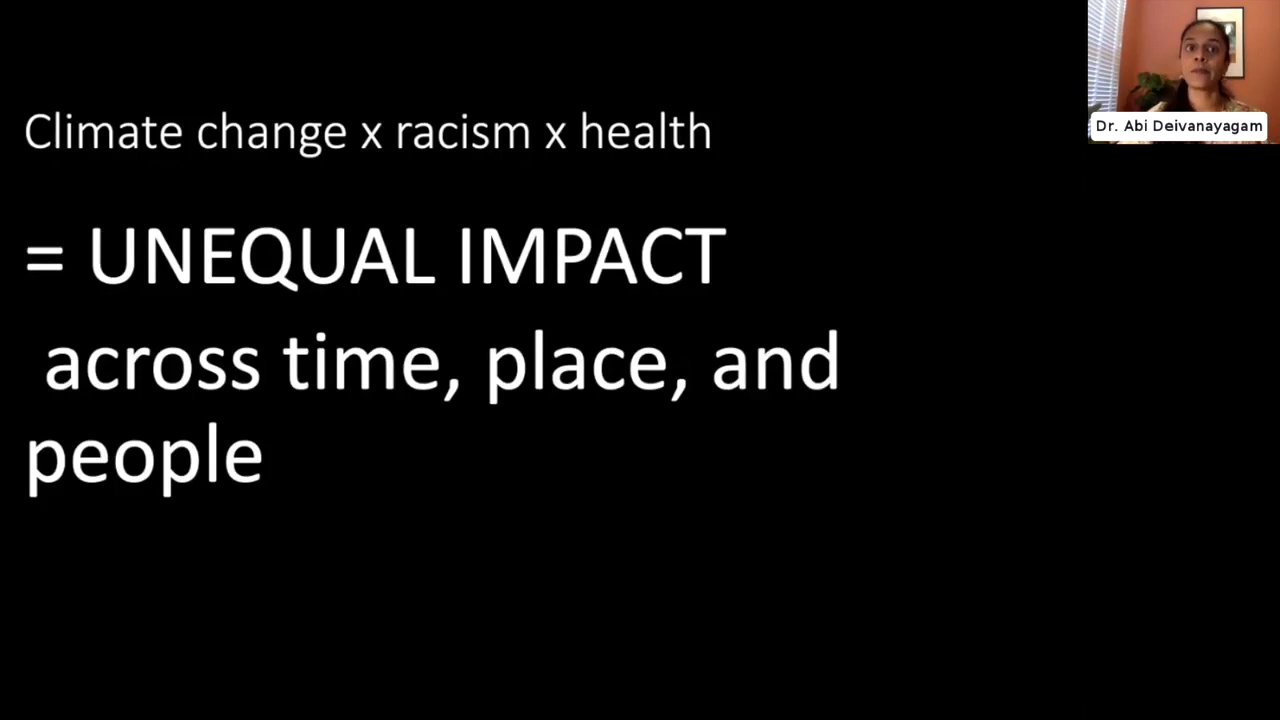 Climate change x racism x health
= UNEQUAL IMPACT
across time, place, and
people
Dr. Abi Deivanayagam